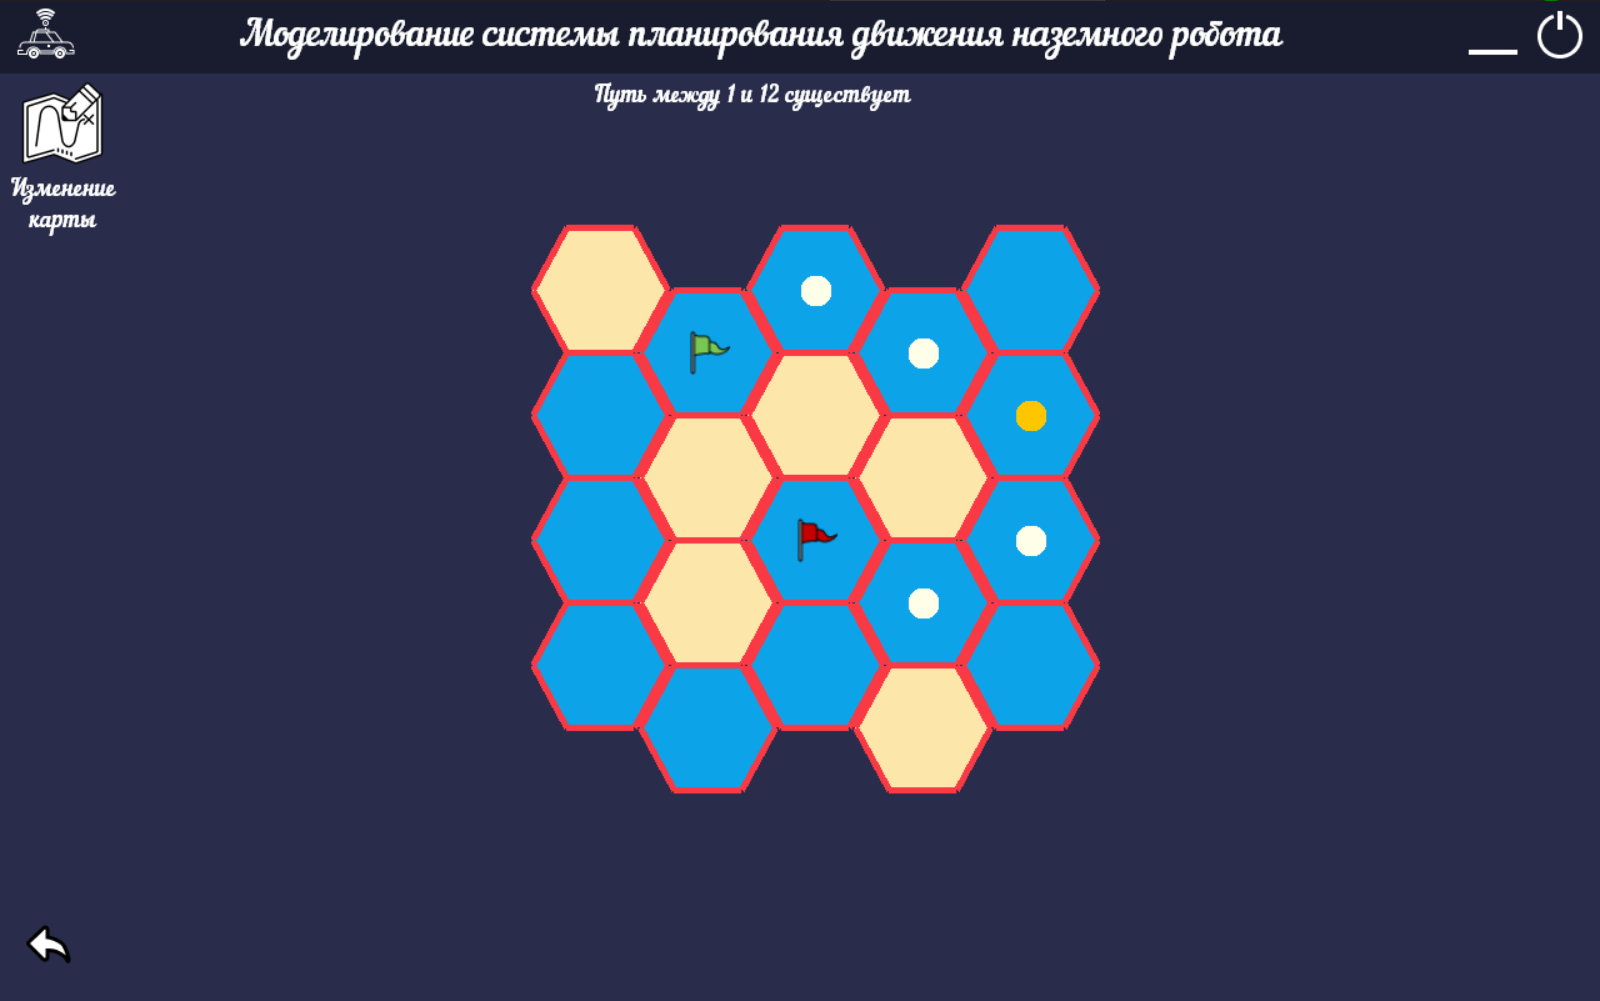 Моделирование системы планирования движения наземного робота
Путь между 1 и 12 существует
Изменение
карты